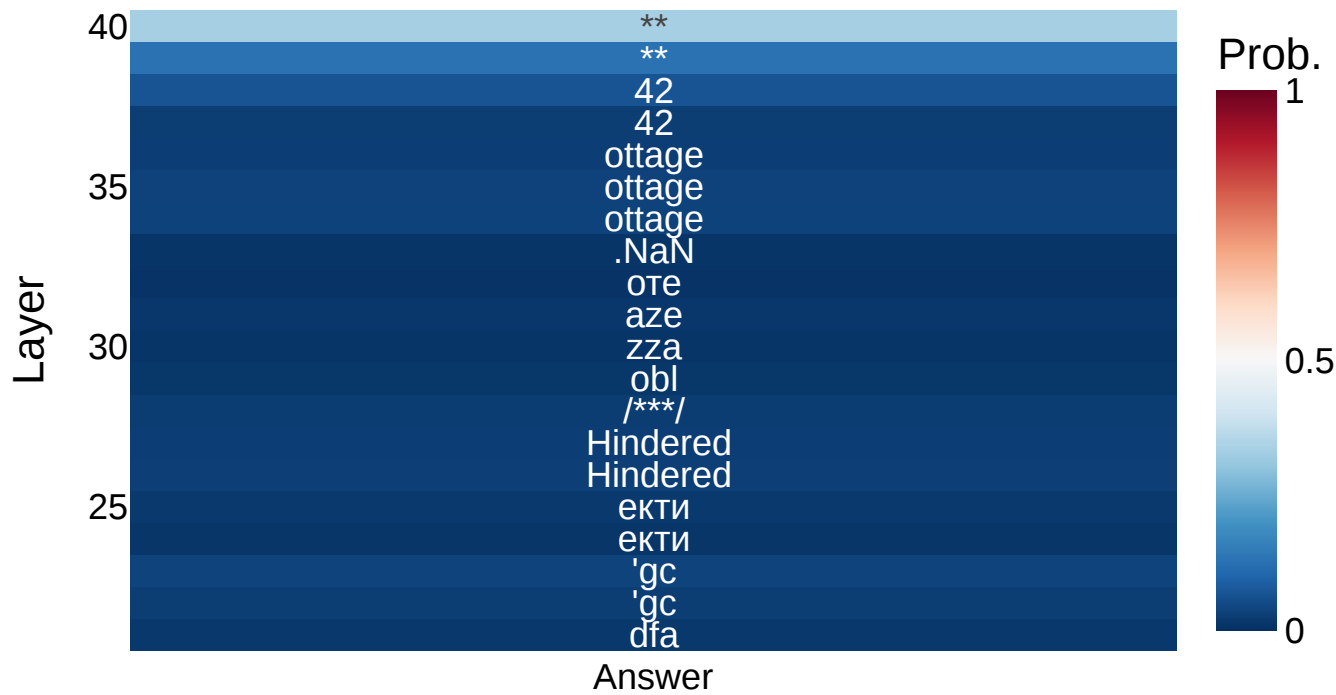 40
**
Prob.
**
1
42
42
ottage
35
ottage
ottage
.NaN
оте
Layer
aze
30
zza
0.5
obl
/***/
Hindered
Hindered
25
екти
екти
'gc
'gc
0
dfa
Answer